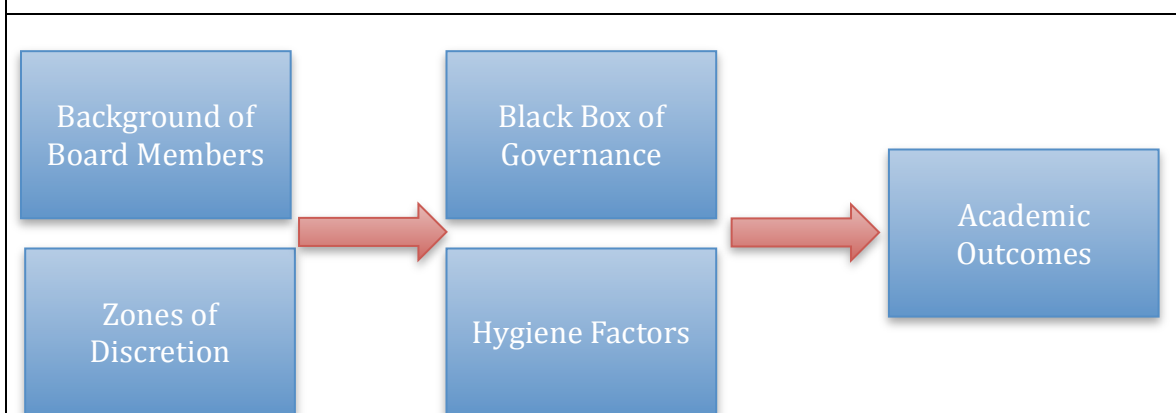 Background of
Board Members
Black Box of
Governance
Academic
Outcomes
Zones of
Discretion
Hygiene Factors